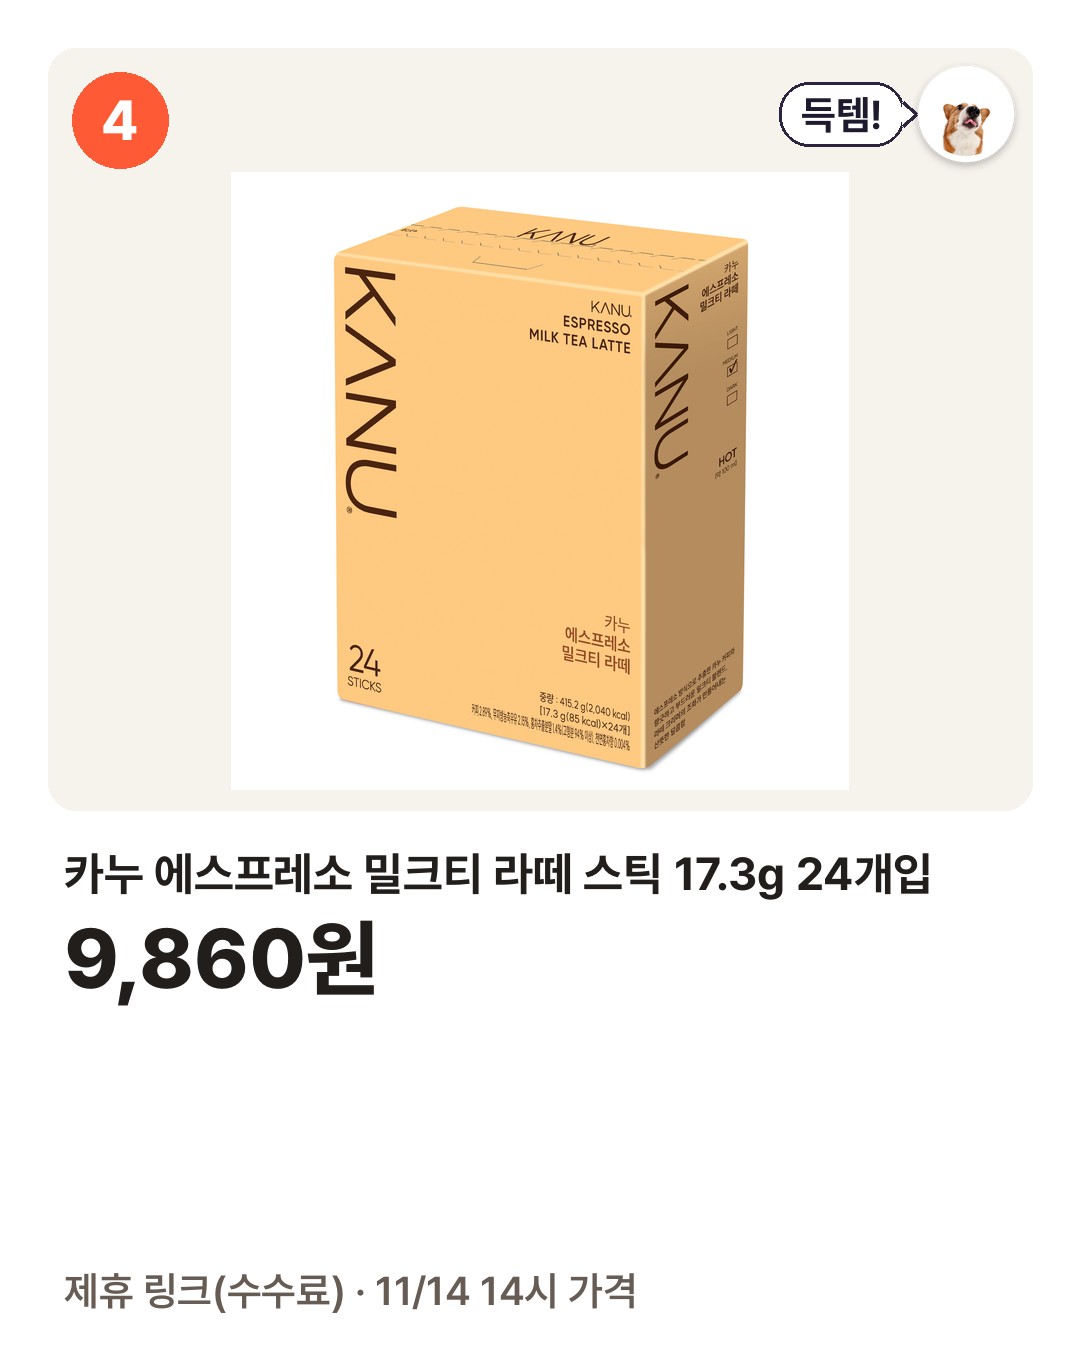 4
득템!
KANU
KANU
KANU
ESPRESSO
MILK TEA LATTE
24
STICKS
카누
에스프레소
밀크티 라떼
중량 : 415.2 g(2,040 kcal)
[17.3 g(85 kcal)×24개]
KANU
카누
에스프레소
밀크티 라떼
LIGHT
MEDIUM
DARK
HOT
카누 에스프레소 밀크티 라떼 스틱 17.3g 24개입
9,860원
제휴 링크(수수료) · 11/14 14시 가격